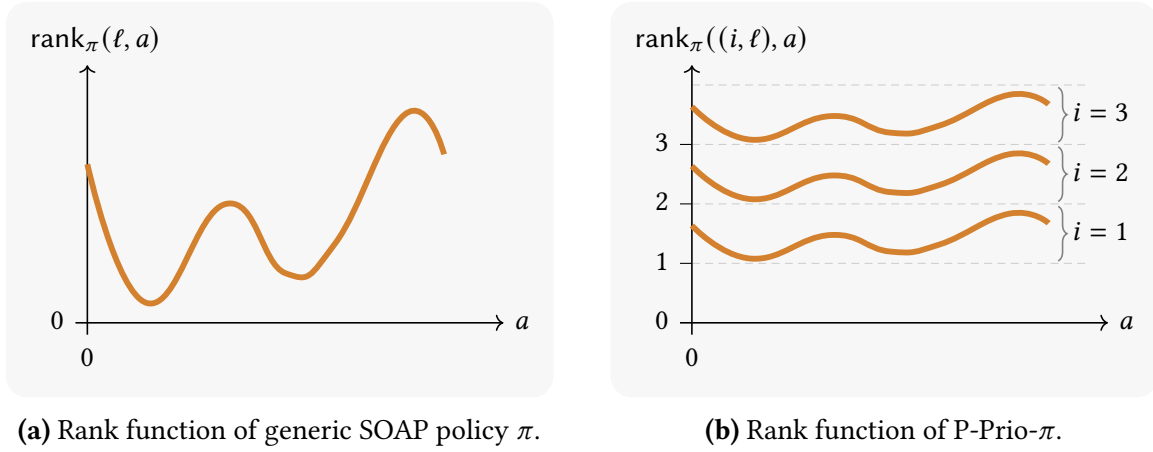 rank_π(ℓ, a)
0
0
a
(a) Rank function of generic SOAP policy π.
rank_π((i, ℓ), a)
3
2
1
0
0
a
i = 3
i = 2
i = 1
(b) Rank function of P-Prio-π.